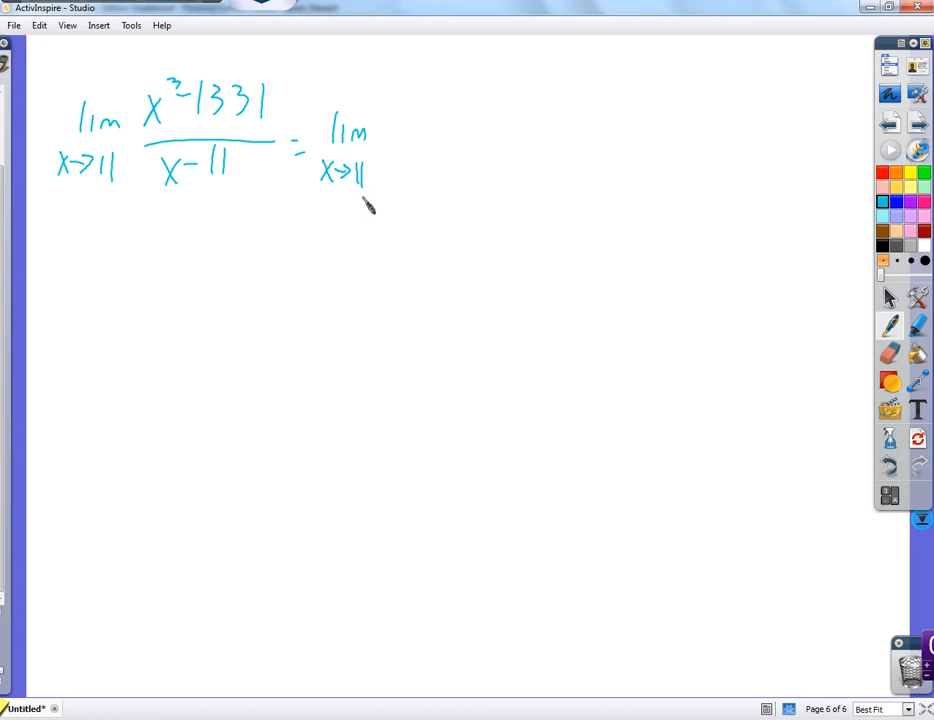 ActivInspire - Studio
File Edit View Insert Tools Help
lim x→11 x³-1331 / x-11 = lim x→11
Untitled*
Page 6 of 6 Best Fit